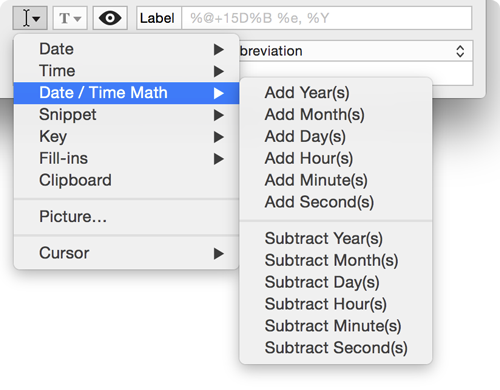 T
Label %@+15D%B %e, %Y
Date
breviation
Time
Date / Time Math
Snippet
Key
Fill-ins
Clipboard
Picture...
Cursor
Add Year(s)
Add Month(s)
Add Day(s)
Add Hour(s)
Add Minute(s)
Add Second(s)
Subtract Year(s)
Subtract Month(s)
Subtract Day(s)
Subtract Hour(s)
Subtract Minute(s)
Subtract Second(s)